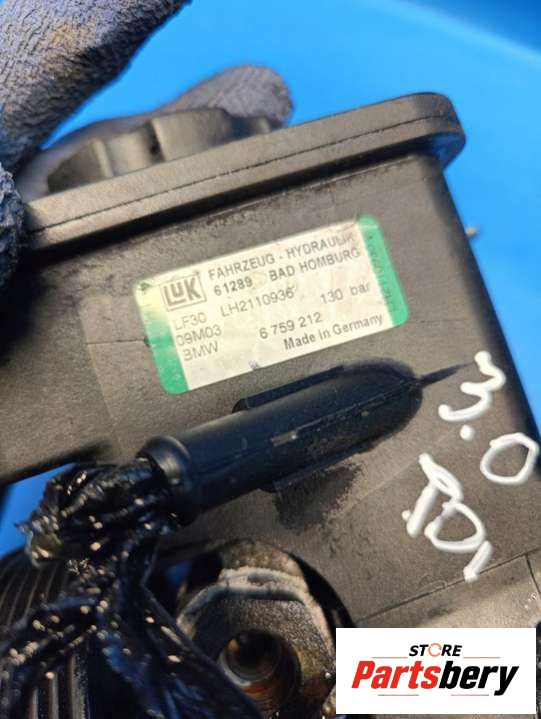 LUK
FAHRZEUG - HYDRAULIK
61289 BAD HOMBURG
LF30 LH2110936 130 bar
09M03
BMW 6 759 212
Made in Germany
3.0
TDI
STORE
Partsbery